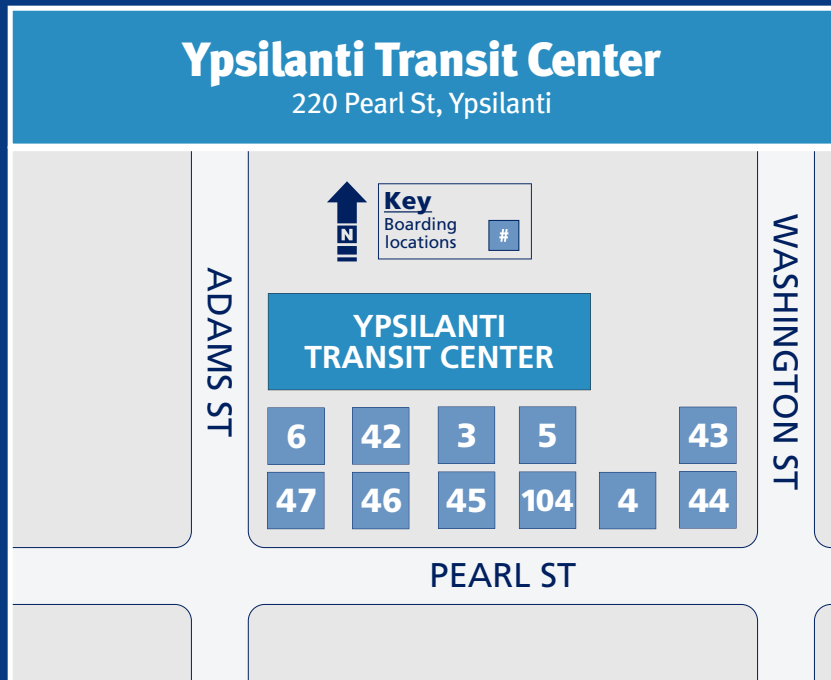 Ypsilanti Transit Center
220 Pearl St, Ypsilanti
N
Key
Boarding
locations
#
ADAMS ST
WASHINGTON ST
YPSILANTI
TRANSIT CENTER
6 42 3 5 43
47 46 45 104 4 44
PEARL ST